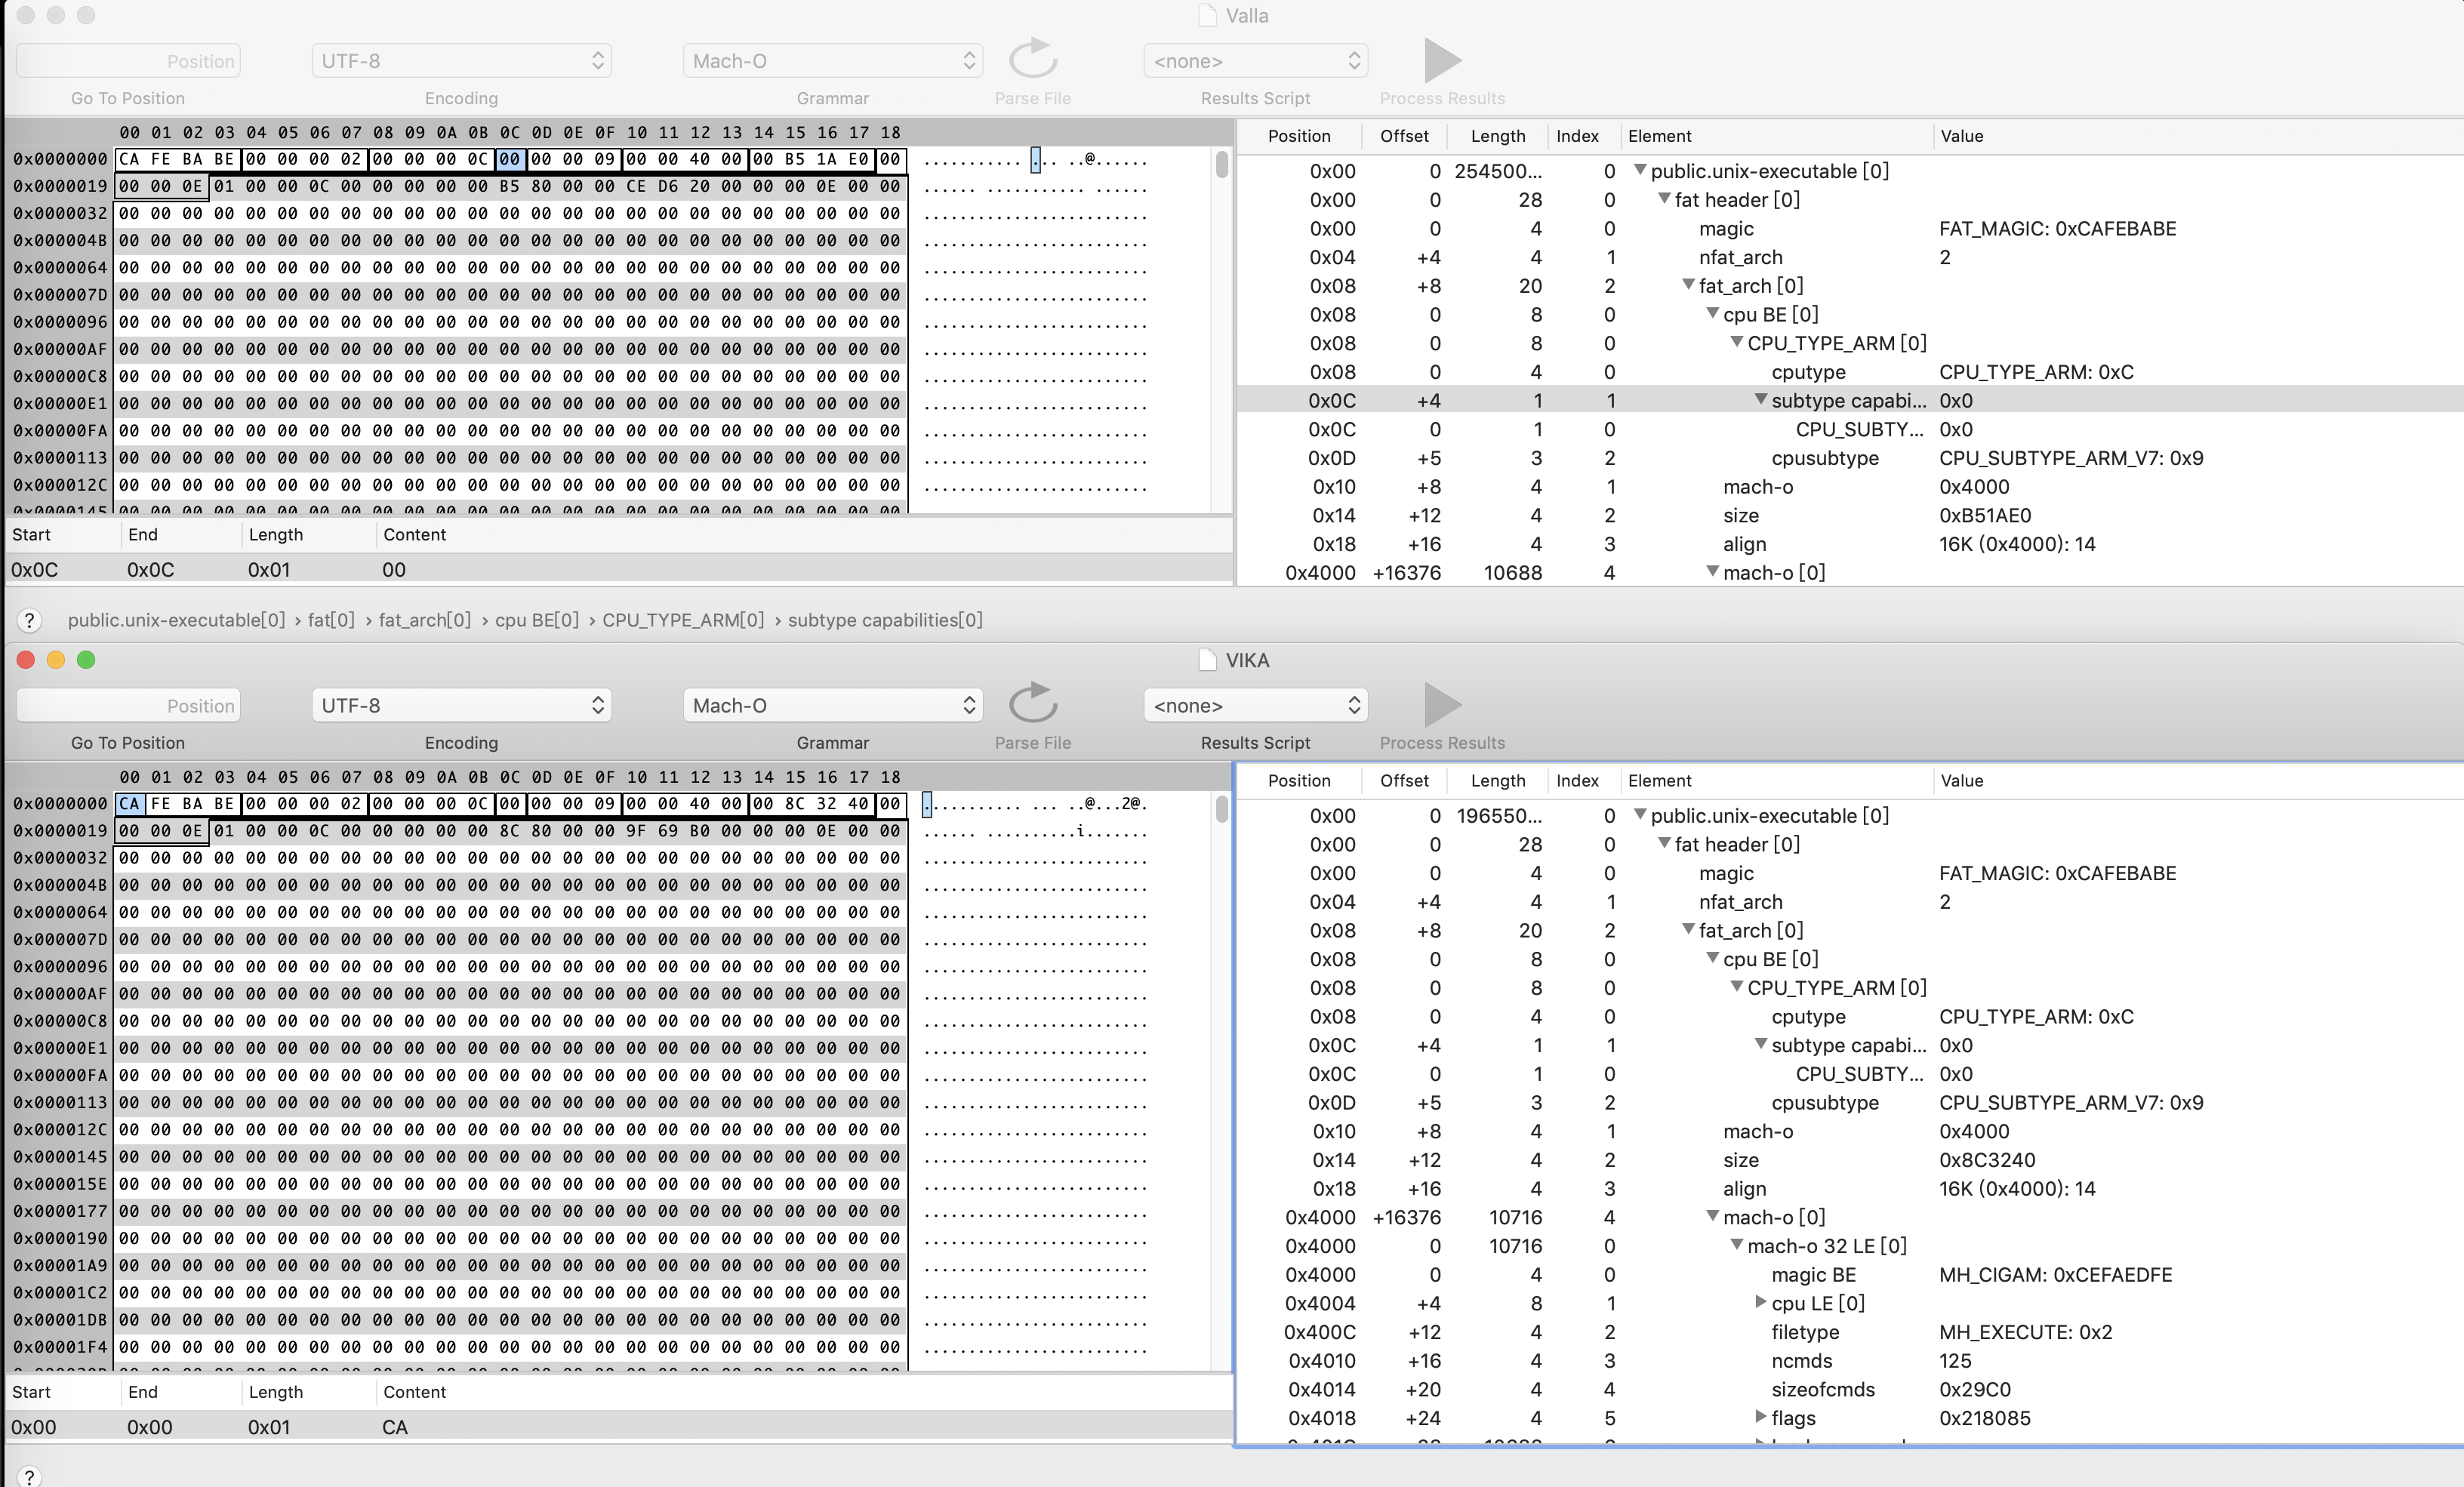 Valla
Position UTF-8 Mach-O <none>
Go To Position Encoding Grammar Parse File Results Script Process Results
00 01 02 03 04 05 06 07 08 09 0A 0B 0C 0D 0E 0F 10 11 12 13 14 15 16 17 18
0x0000000 CA FE BA BE 00 00 00 02 00 00 00 0C 00 00 00 09 00 00 40 00 00 B5 1A E0 00 ........... . .. ..@......
0x0000019 00 00 0E 01 00 00 0C 00 00 00 00 00 B5 80 00 00 CE D6 20 00 00 00 0E 00 00 ...... ........... ......
0x0000032 00 00 00 00 00 00 00 00 00 00 00 00 00 00 00 00 00 00 00 00 00 00 00 00 00 .........................
0x000004B 00 00 00 00 00 00 00 00 00 00 00 00 00 00 00 00 00 00 00 00 00 00 00 00 00 .........................
0x0000064 00 00 00 00 00 00 00 00 00 00 00 00 00 00 00 00 00 00 00 00 00 00 00 00 00 .........................
0x000007D 00 00 00 00 00 00 00 00 00 00 00 00 00 00 00 00 00 00 00 00 00 00 00 00 00 .........................
0x0000096 00 00 00 00 00 00 00 00 00 00 00 00 00 00 00 00 00 00 00 00 00 00 00 00 00 .........................
0x00000AF 00 00 00 00 00 00 00 00 00 00 00 00 00 00 00 00 00 00 00 00 00 00 00 00 00 .........................
0x00000C8 00 00 00 00 00 00 00 00 00 00 00 00 00 00 00 00 00 00 00 00 00 00 00 00 00 .........................
0x00000E1 00 00 00 00 00 00 00 00 00 00 00 00 00 00 00 00 00 00 00 00 00 00 00 00 00 .........................
0x00000FA 00 00 00 00 00 00 00 00 00 00 00 00 00 00 00 00 00 00 00 00 00 00 00 00 00 .........................
0x0000113 00 00 00 00 00 00 00 00 00 00 00 00 00 00 00 00 00 00 00 00 00 00 00 00 00 .........................
0x000012C 00 00 00 00 00 00 00 00 00 00 00 00 00 00 00 00 00 00 00 00 00 00 00 00 00 .........................
0x0000145 00 00 00 00 00 00 00 00 00 00 00 00 00 00 00 00 00 00 00 00 00 00 00 00 00
Start End Length Content
0x0C 0x0C 0x01 00
Position Offset Length Index Element Value
0x00 0 254500... 0 public.unix-executable [0]
0x00 0 28 0 fat header [0]
0x00 0 4 0 magic FAT_MAGIC: 0xCAFEBABE
0x04 +4 4 1 nfat_arch 2
0x08 +8 20 2 fat_arch [0]
0x08 0 8 0 cpu BE [0]
0x08 0 8 0 CPU_TYPE_ARM [0]
0x08 0 4 0 cputype CPU_TYPE_ARM: 0xC
0x0C +4 1 1 subtype capabi... 0x0
0x0C 0 1 0 CPU_SUBTY... 0x0
0x0D +5 3 2 cpusubtype CPU_SUBTYPE_ARM_V7: 0x9
0x10 +8 4 1 mach-o 0x4000
0x14 +12 4 2 size 0xB51AE0
0x18 +16 4 3 align 16K (0x4000): 14
0x4000 +16376 10688 4 mach-o [0]
? public.unix-executable[0] › fat[0] › fat_arch[0] › cpu BE[0] › CPU_TYPE_ARM[0] › subtype capabilities[0]
VIKA
Position UTF-8 Mach-O <none>
Go To Position Encoding Grammar Parse File Results Script Process Results
00 01 02 03 04 05 06 07 08 09 0A 0B 0C 0D 0E 0F 10 11 12 13 14 15 16 17 18
0x0000000 CA FE BA BE 00 00 00 02 00 00 00 0C 00 00 00 09 00 00 40 00 00 8C 32 40 00 ........... ... ..@...2@.
0x0000019 00 00 0E 01 00 00 0C 00 00 00 00 00 8C 80 00 00 9F 69 B0 00 00 00 0E 00 00 ...... ..........i.......
0x0000032 00 00 00 00 00 00 00 00 00 00 00 00 00 00 00 00 00 00 00 00 00 00 00 00 00 .........................
0x000004B 00 00 00 00 00 00 00 00 00 00 00 00 00 00 00 00 00 00 00 00 00 00 00 00 00 .........................
0x0000064 00 00 00 00 00 00 00 00 00 00 00 00 00 00 00 00 00 00 00 00 00 00 00 00 00 .........................
0x000007D 00 00 00 00 00 00 00 00 00 00 00 00 00 00 00 00 00 00 00 00 00 00 00 00 00 .........................
0x0000096 00 00 00 00 00 00 00 00 00 00 00 00 00 00 00 00 00 00 00 00 00 00 00 00 00 .........................
0x00000AF 00 00 00 00 00 00 00 00 00 00 00 00 00 00 00 00 00 00 00 00 00 00 00 00 00 .........................
0x00000C8 00 00 00 00 00 00 00 00 00 00 00 00 00 00 00 00 00 00 00 00 00 00 00 00 00 .........................
0x00000E1 00 00 00 00 00 00 00 00 00 00 00 00 00 00 00 00 00 00 00 00 00 00 00 00 00 .........................
0x00000FA 00 00 00 00 00 00 00 00 00 00 00 00 00 00 00 00 00 00 00 00 00 00 00 00 00 .........................
0x0000113 00 00 00 00 00 00 00 00 00 00 00 00 00 00 00 00 00 00 00 00 00 00 00 00 00 .........................
0x000012C 00 00 00 00 00 00 00 00 00 00 00 00 00 00 00 00 00 00 00 00 00 00 00 00 00 .........................
0x0000145 00 00 00 00 00 00 00 00 00 00 00 00 00 00 00 00 00 00 00 00 00 00 00 00 00 .........................
0x000015E 00 00 00 00 00 00 00 00 00 00 00 00 00 00 00 00 00 00 00 00 00 00 00 00 00 .........................
0x0000177 00 00 00 00 00 00 00 00 00 00 00 00 00 00 00 00 00 00 00 00 00 00 00 00 00 .........................
0x0000190 00 00 00 00 00 00 00 00 00 00 00 00 00 00 00 00 00 00 00 00 00 00 00 00 00 .........................
0x00001A9 00 00 00 00 00 00 00 00 00 00 00 00 00 00 00 00 00 00 00 00 00 00 00 00 00 .........................
0x00001C2 00 00 00 00 00 00 00 00 00 00 00 00 00 00 00 00 00 00 00 00 00 00 00 00 00 .........................
0x00001DB 00 00 00 00 00 00 00 00 00 00 00 00 00 00 00 00 00 00 00 00 00 00 00 00 00 .........................
0x00001F4 00 00 00 00 00 00 00 00 00 00 00 00 00 00 00 00 00 00 00 00 00 00 00 00 00 .........................
Start End Length Content
0x00 0x00 0x01 CA
Position Offset Length Index Element Value
0x00 0 196550... 0 public.unix-executable [0]
0x00 0 28 0 fat header [0]
0x00 0 4 0 magic FAT_MAGIC: 0xCAFEBABE
0x04 +4 4 1 nfat_arch 2
0x08 +8 20 2 fat_arch [0]
0x08 0 8 0 cpu BE [0]
0x08 0 8 0 CPU_TYPE_ARM [0]
0x08 0 4 0 cputype CPU_TYPE_ARM: 0xC
0x0C +4 1 1 subtype capabi... 0x0
0x0C 0 1 0 CPU_SUBTY... 0x0
0x0D +5 3 2 cpusubtype CPU_SUBTYPE_ARM_V7: 0x9
0x10 +8 4 1 mach-o 0x4000
0x14 +12 4 2 size 0x8C3240
0x18 +16 4 3 align 16K (0x4000): 14
0x4000 +16376 10716 4 mach-o [0]
0x4000 0 10716 0 mach-o 32 LE [0]
0x4000 0 4 0 magic BE MH_CIGAM: 0xCEFAEDFE
0x4004 +4 8 1 cpu LE [0]
0x400C +12 4 2 filetype MH_EXECUTE: 0x2
0x4010 +16 4 3 ncmds 125
0x4014 +20 4 4 sizeofcmds 0x29C0
0x4018 +24 4 5 flags 0x218085
?